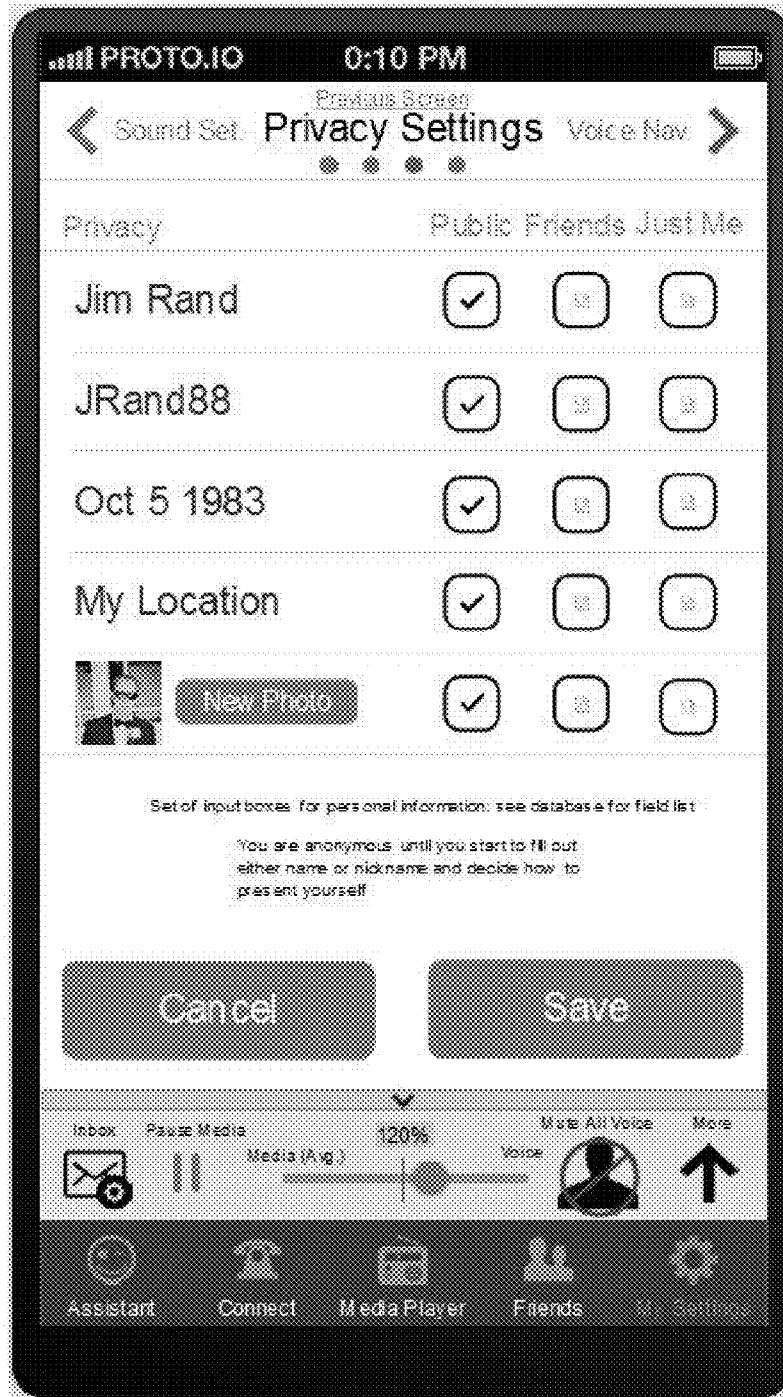 PROTO.IO 0:10 PM
Previous Screen
Sound Set. Privacy Settings Voice Nav
Privacy Public Friends Just Me
Jim Rand
JRand88
Oct 5 1983
My Location
New Photo
Set of input boxes for personal information: see database for field list
You are anonymous until you start to fill out
either name or nickname and decide how to
present yourself
Cancel Save
Inbox Pause Media Media (Avg.) 120% Voice Mute All Voice More
Assistant Connect Media Player Friends My Settings